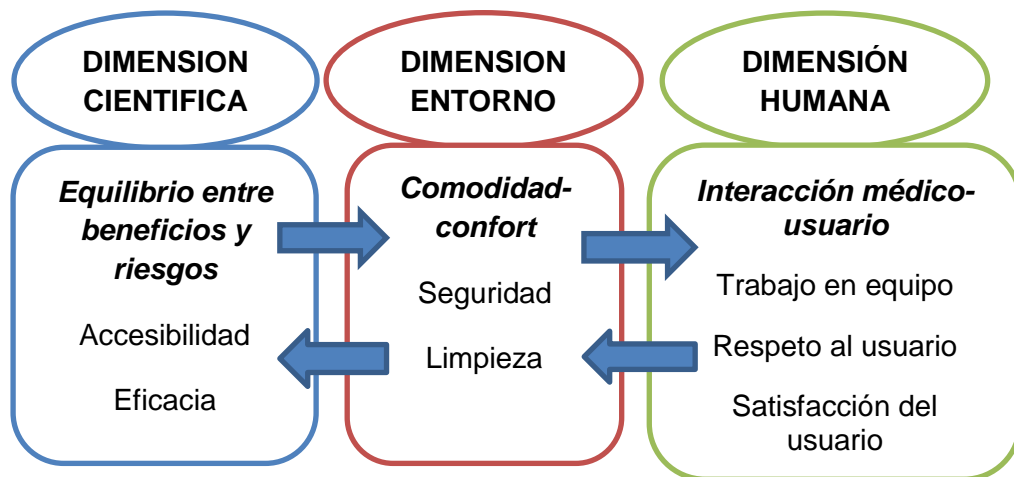 DIMENSION
CIENTIFICA
Equilibrio entre
beneficios y
riesgos
Accesibilidad
Eficacia
DIMENSION
ENTORNO
Comodidad-
confort
Seguridad
Limpieza
DIMENSIÓN
HUMANA
Interacción médico-
usuario
Trabajo en equipo
Respeto al usuario
Satisfacción del
usuario